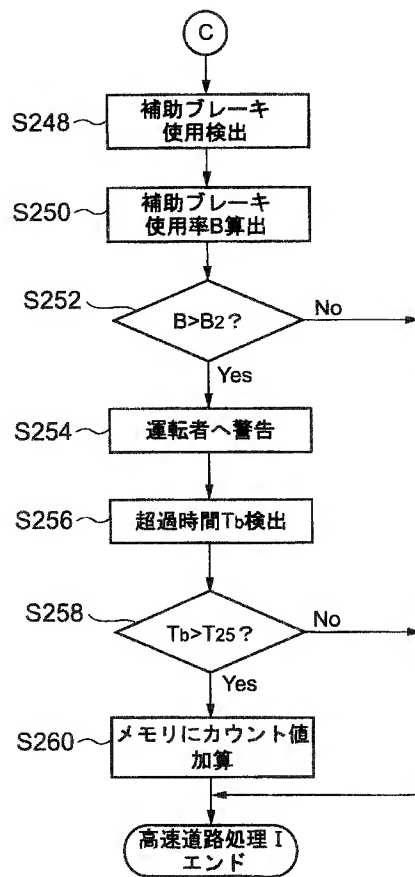 C
S248
補助ブレーキ
使用検出
S250
補助ブレーキ
使用率B算出
S252
B>B2?
No
Yes
S254
運転者へ警告
S256
超過時間Tb検出
S258
Tb>T25?
No
Yes
S260
メモリにカウント値
加算
高速道路処理Ⅰ
エンド